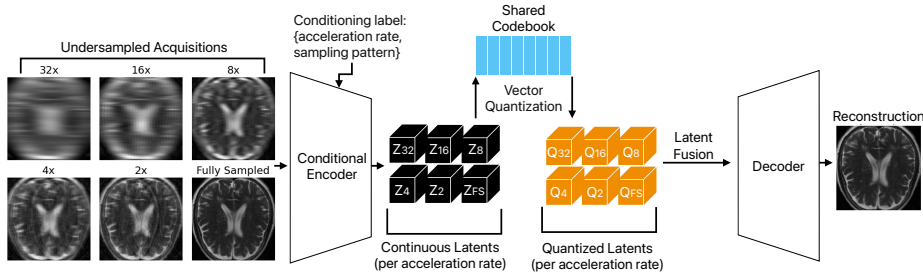 Undersampled Acquisitions
32x
16x
8x
4x
2x
Fully Sampled
Conditioning label:
{acceleration rate,
sampling pattern}
Conditional
Encoder
Z32
Z16
Z8
Z4
Z2
ZFS
Continuous Latents
(per acceleration rate)
Shared
Codebook
Vector
Quantization
Q32
Q16
Q8
Q4
Q2
QFS
Quantized Latents
(per acceleration rate)
Latent
Fusion
Decoder
Reconstruction